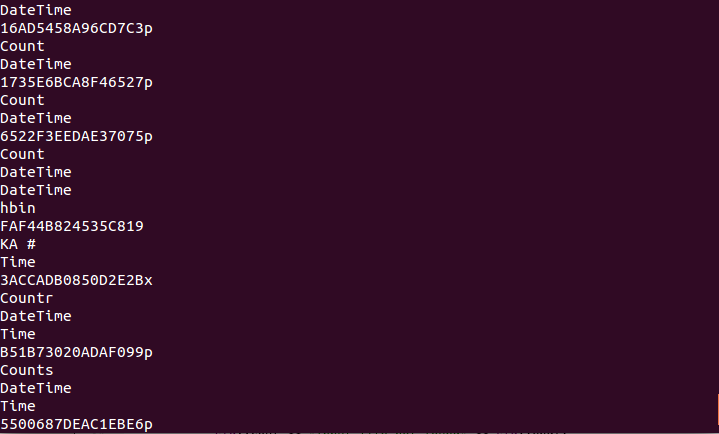 DateTime
16AD5458A96CD7C3p
Count
DateTime
1735E6BCA8F46527p
Count
DateTime
6522F3EEDAE37075p
Count
DateTime
DateTime
hbin
FAF44B824535C819
KA #
Time
3ACCADB0850D2E2Bx
Countr
DateTime
Time
B51B73020ADAF099p
Counts
DateTime
Time
5500687DEAC1EBE6p